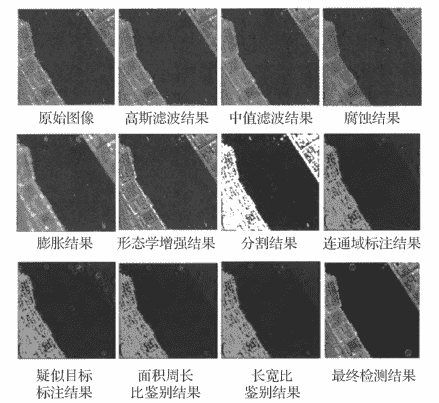 原始图像
高斯滤波结果
中值滤波结果
腐蚀结果
膨胀结果
形态学增强结果
分割结果
连通域标注结果
疑似目标
标注结果
面积周长
比鉴别结果
长宽比
鉴别结果
最终检测结果